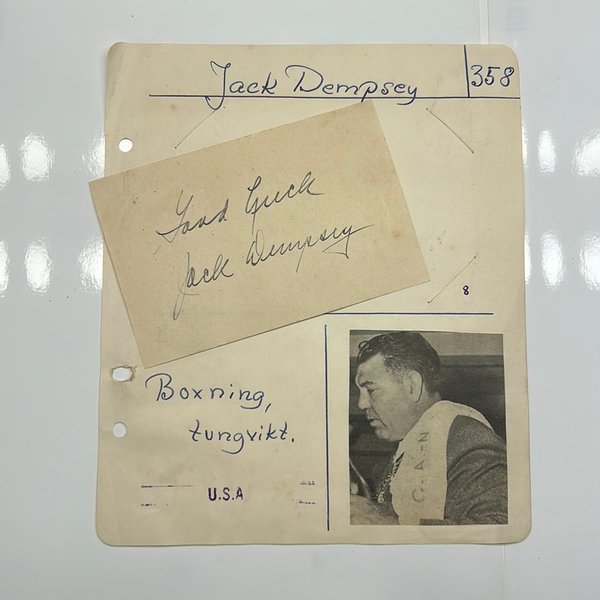 Jack Dempsey
358
Good Luck
Jack Dempsey
8
Boxning,
tungvikt.
U.S.A